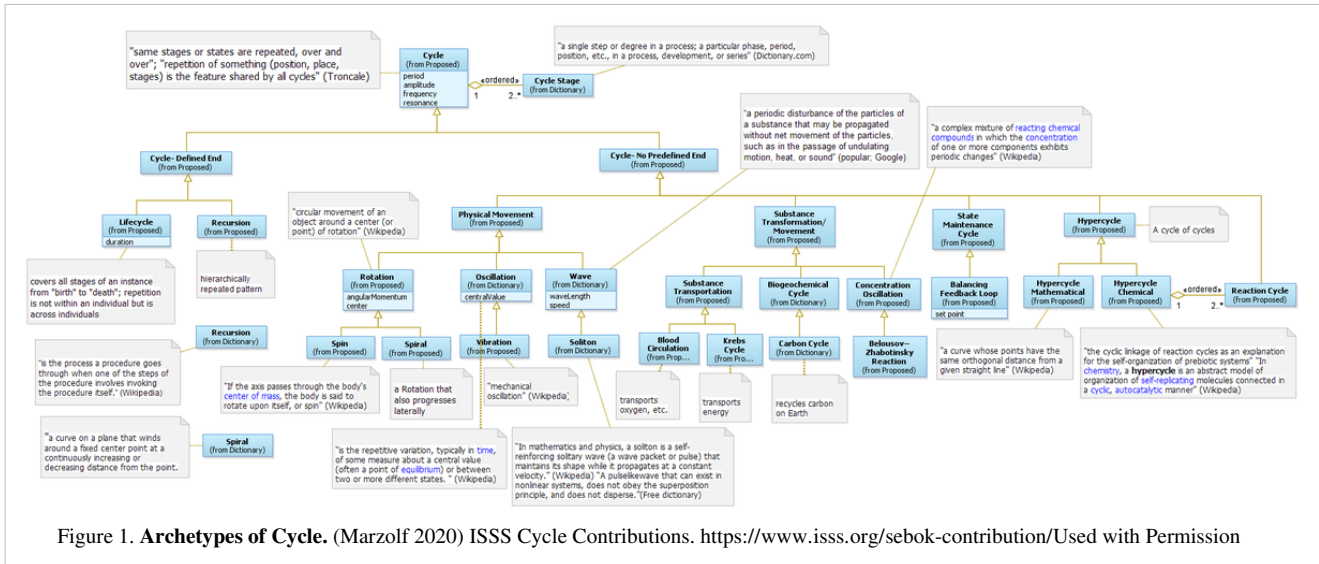 "same stages or states are repeated, over and
over"; "repetition of something (position, place,
stages) is the feature shared by all cycles" (Troncale)
Cycle
(from Proposed)
period
amplitude
frequency
resonance
«ordered»
1
2..*
Cycle Stage
(from Dictionary)
"a single step or degree in a process; a particular phase, period,
position, etc., in a process, development, or series" (Dictionary.com)
"a periodic disturbance of the particles of
a substance that may be propagated
without net movement of the particles,
such as in the passage of undulating
motion, heat, or sound" (popular; Google)
"a complex mixture of reacting chemical
compounds in which the concentration
of one or more components exhibits
periodic changes" (Wikipedia)
Cycle- Defined End
(from Proposed)
Cycle- No Predefined End
(from Proposed)
Lifecycle
(from Proposed)
duration
Recursion
(from Proposed)
"circular movement of an
object around a center (or
point) of rotation" (Wikipedia)
Physical Movement
(from Proposed)
Substance
Transformation/
Movement
(from Proposed)
State
Maintenance
Cycle
(from Proposed)
Hypercycle
(from Proposed)
A cycle of cycles
covers all stages of an instance
from "birth" to "death"; repetition
is not within an individual but is
across individuals
hierarchically
repeated pattern
Rotation
(from Proposed)
angularMomentum
center
Oscillation
(from Dictionary)
centralValue
Wave
(from Dictionary)
waveLength
speed
Substance
Transportation
(from Proposed)
Biogeochemical
Cycle
(from Dictionary)
Concentration
Oscillation
(from Proposed)
Balancing
Feedback Loop
(from Proposed)
set point
Hypercycle
Mathematical
(from Proposed)
Hypercycle
Chemical
(from Proposed)
«ordered»
1
2..*
Reaction Cycle
(from Proposed)
Recursion
(from Dictionary)
Spin
(from Proposed)
Spiral
(from Proposed)
Vibration
(from Proposed)
Soliton
(from Dictionary)
Blood
Circulation
(from Prop...
Krebs
Cycle
(from Pro...
Carbon Cycle
(from Dictionary)
Belousov–
Zhabotinsky
Reaction
(from Proposed)
"is the process a procedure goes
through when one of the steps of
the procedure involves invoking
the procedure itself." (Wikipedia)
"If the axis passes through the body's
center of mass, the body is said to
rotate upon itself, or spin" (Wikipedia)
a Rotation that
also progresses
laterally
"mechanical
oscillation" (Wikipedia)
transports
oxygen, etc.
transports
energy
recycles carbon
on Earth
"a curve whose points have the
same orthogonal distance from a
given straight line" (Wikipedia)
"the cyclic linkage of reaction cycles as an explanation
for the self-organization of prebiotic systems" "In
chemistry, a hypercycle is an abstract model of
organization of self-replicating molecules connected in
a cyclic, autocatalytic manner" (Wikipedia)
"a curve on a plane that winds
around a fixed center point at a
continuously increasing or
decreasing distance from the point.
Spiral
(from Dictionary)
"is the repetitive variation, typically in time,
of some measure about a central value
(often a point of equilibrium) or between
two or more different states. " (Wikipedia)
"In mathematics and physics, a soliton is a self-
reinforcing solitary wave (a wave packet or pulse) that
maintains its shape while it propagates at a constant
velocity." (Wikipedia) "A pulselikewave that can exist in
nonlinear systems, does not obey the superposition
principle, and does not disperse."(Free dictionary)
Figure 1. Archetypes of Cycle. (Marzolf 2020) ISSS Cycle Contributions. https://www.isss.org/sebok-contribution/Used with Permission